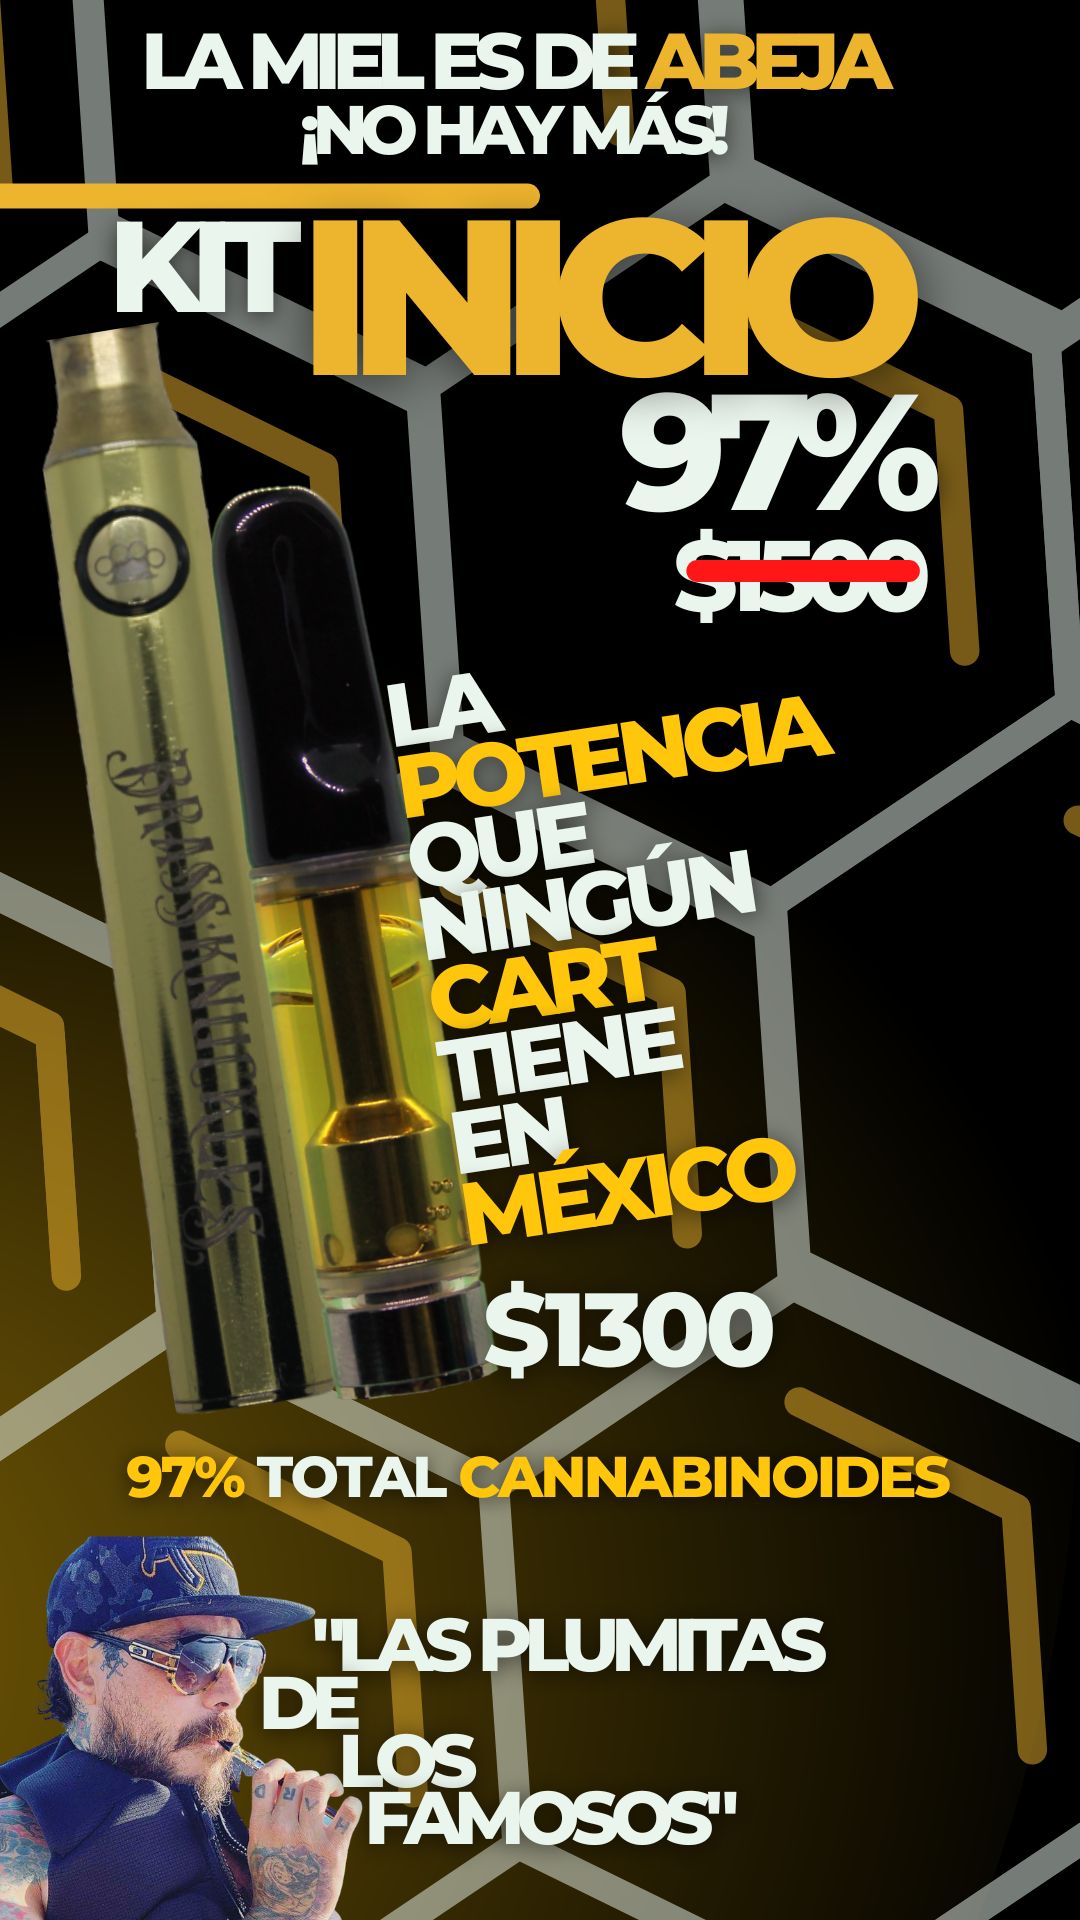 LA MIEL ES DE ABEJA
¡NO HAY MÁS!
KIT INICIO
97%
$1500
BRASS KNUCKLES
LA
POTENCIA
QUE
NINGÚN
CART
TIENE
EN
MÉXICO
$1300
97% TOTAL CANNABINOIDES
"LAS PLUMITAS
DE
LOS
FAMOSOS"
HARD